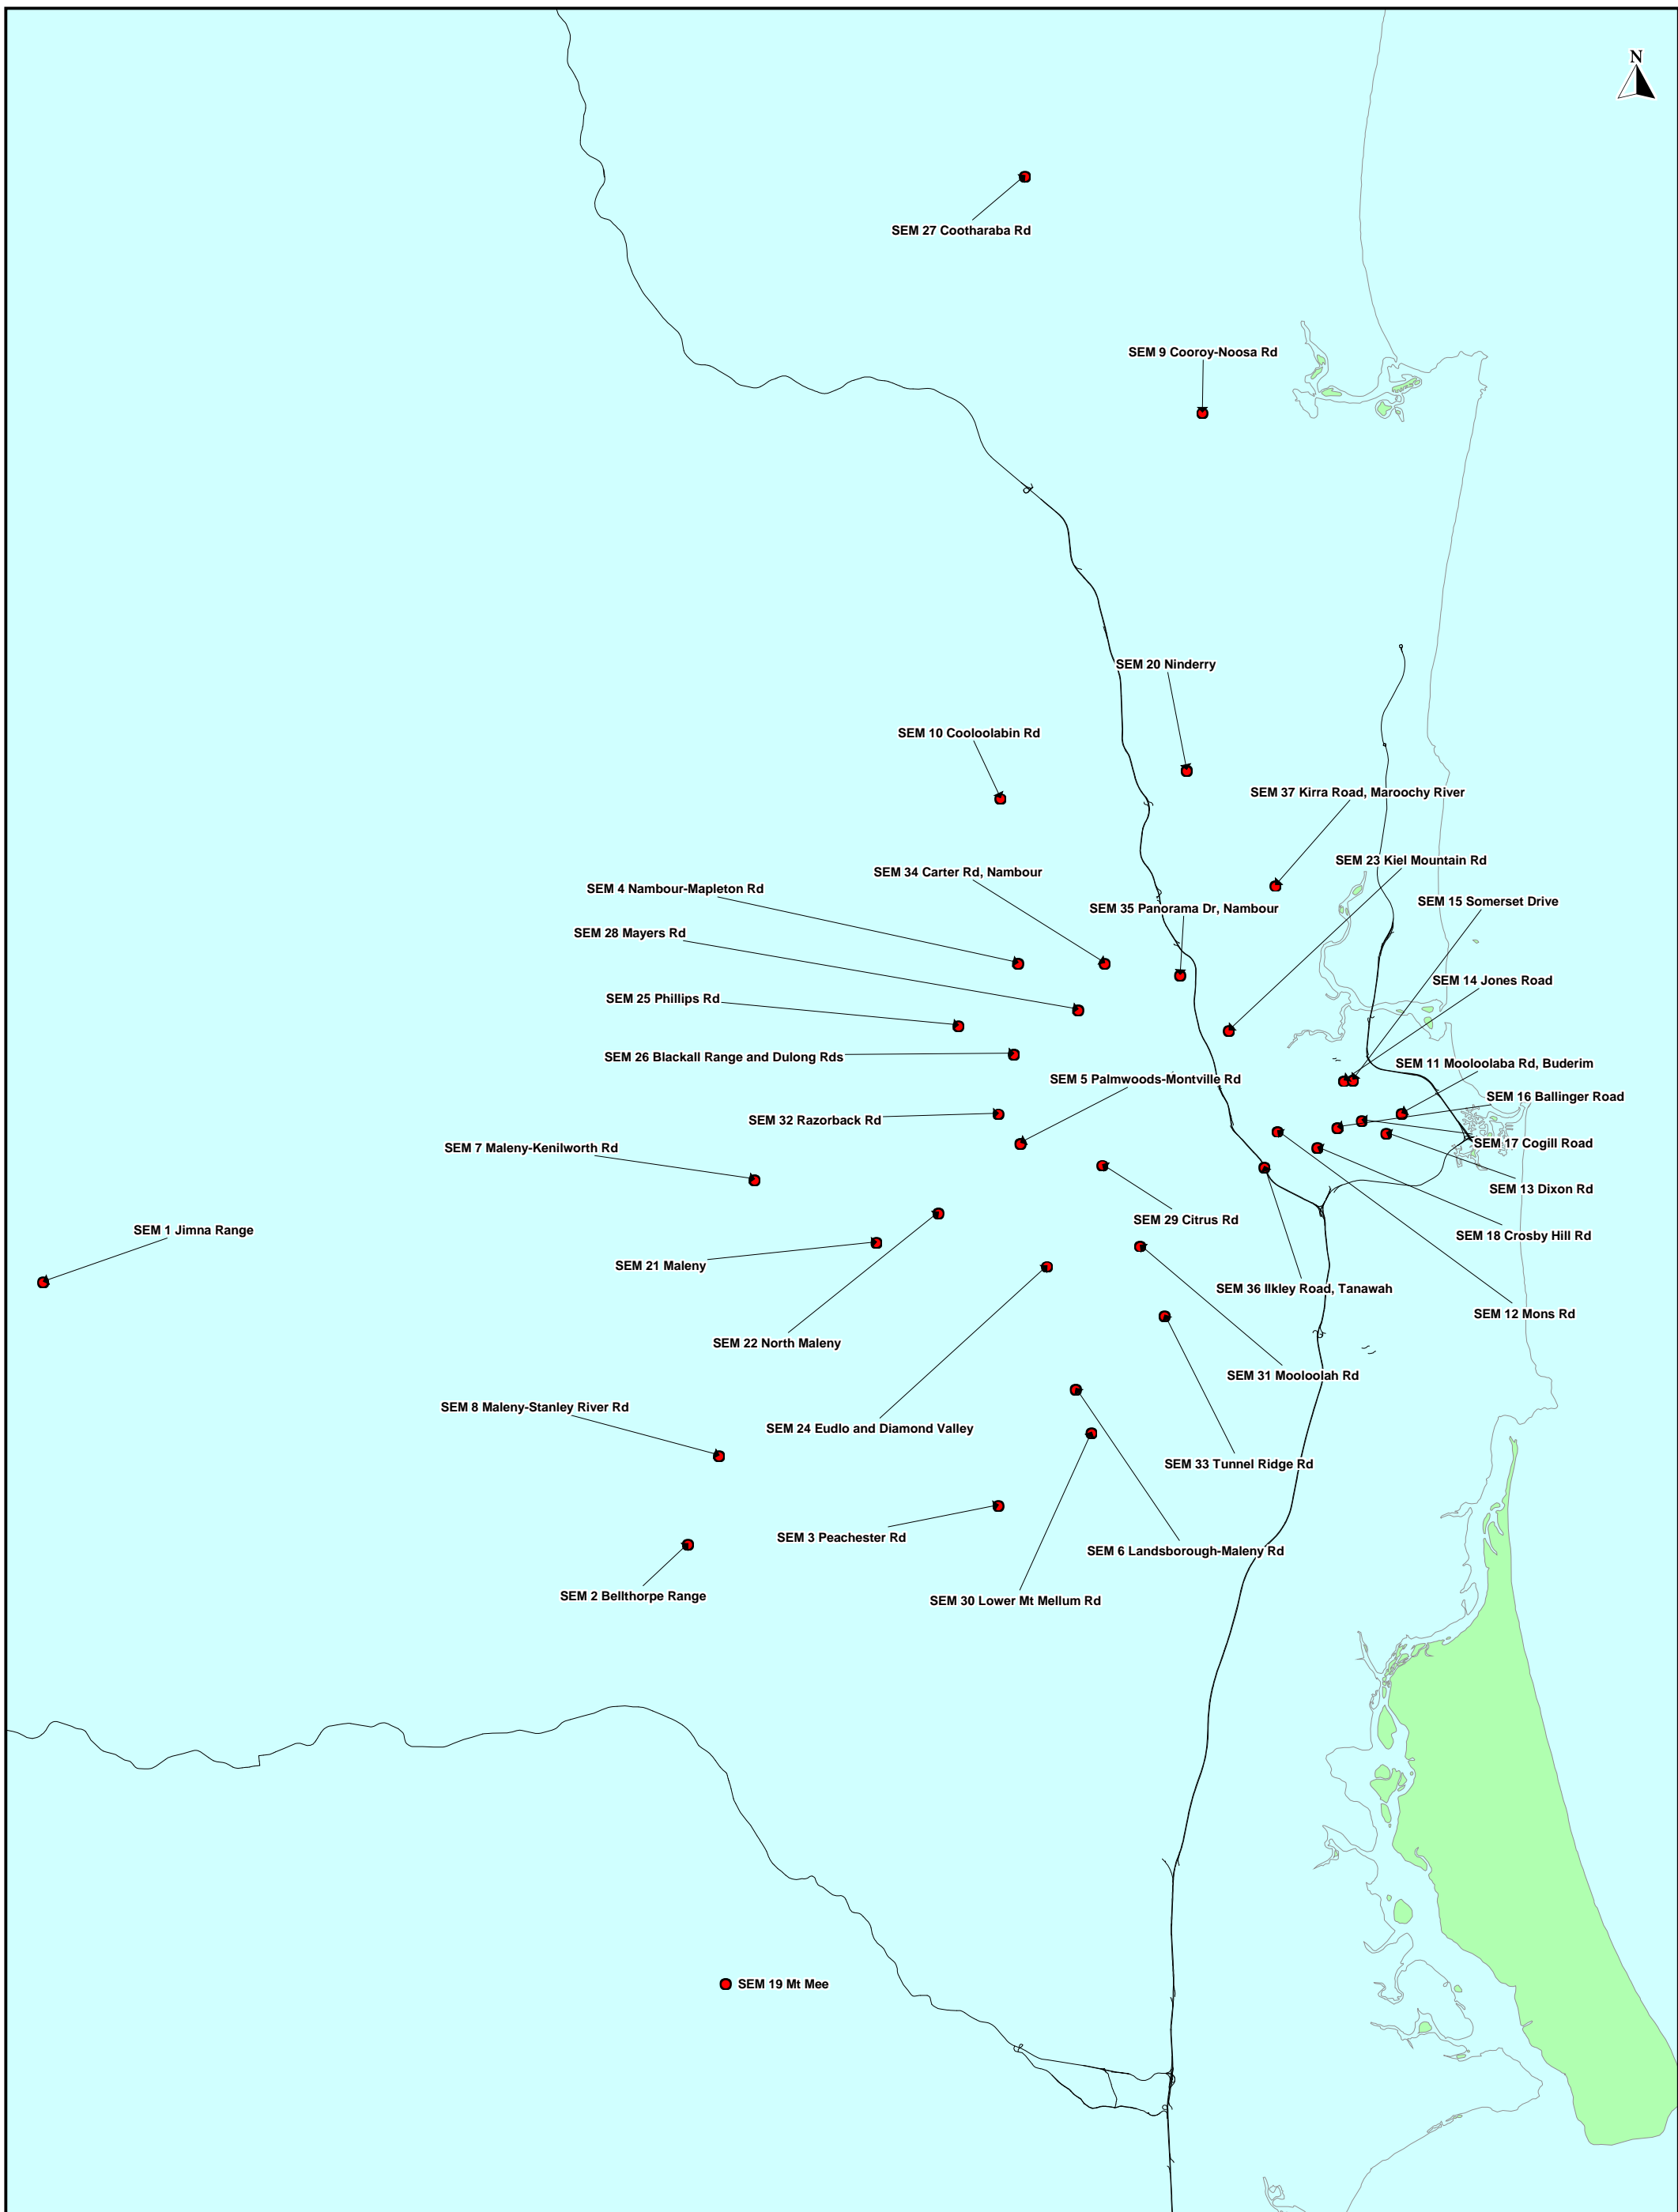 N
SEM 27 Cootharaba Rd
SEM 9 Cooroy-Noosa Rd
SEM 20 Ninderry
SEM 10 Cooloolabin Rd
SEM 37 Kirra Road, Maroochy River
SEM 23 Kiel Mountain Rd
SEM 34 Carter Rd, Nambour
SEM 4 Nambour-Mapleton Rd
SEM 15 Somerset Drive
SEM 35 Panorama Dr, Nambour
SEM 28 Mayers Rd
SEM 14 Jones Road
SEM 25 Phillips Rd
SEM 26 Blackall Range and Dulong Rds
SEM 11 Mooloolaba Rd, Buderim
SEM 5 Palmwoods-Montville Rd
SEM 16 Ballinger Road
SEM 32 Razorback Rd
SEM 17 Cogill Road
SEM 7 Maleny-Kenilworth Rd
SEM 13 Dixon Rd
SEM 29 Citrus Rd
SEM 1 Jimna Range
SEM 18 Crosby Hill Rd
SEM 21 Maleny
SEM 36 Ilkley Road, Tanawah
SEM 12 Mons Rd
SEM 22 North Maleny
SEM 31 Mooloolah Rd
SEM 8 Maleny-Stanley River Rd
SEM 24 Eudlo and Diamond Valley
SEM 33 Tunnel Ridge Rd
SEM 3 Peachester Rd
SEM 6 Landsborough-Maleny Rd
SEM 2 Bellthorpe Range
SEM 30 Lower Mt Mellum Rd
SEM 19 Mt Mee